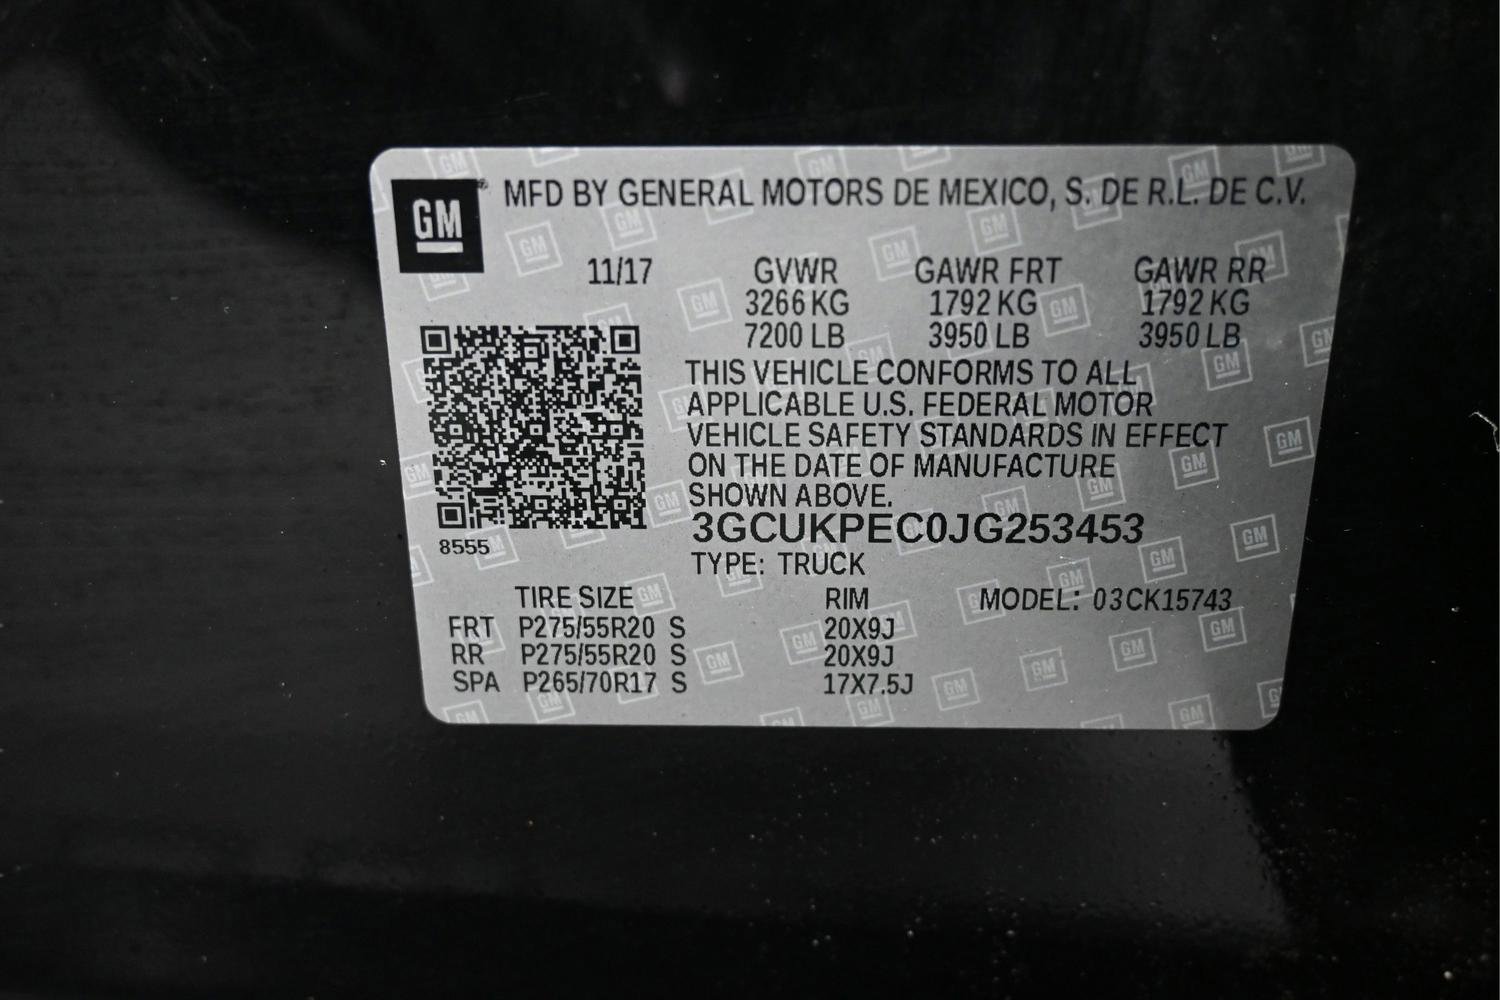 GM
MFD BY GENERAL MOTORS DE MEXICO, S. DE R.L. DE C.V.
11/17 GVWR GAWR FRT GAWR RR
3266 KG 1792 KG 1792 KG
7200 LB 3950 LB 3950 LB
THIS VEHICLE CONFORMS TO ALL
APPLICABLE U.S. FEDERAL MOTOR
VEHICLE SAFETY STANDARDS IN EFFECT
ON THE DATE OF MANUFACTURE
SHOWN ABOVE.
3GCUKPEC0JG253453
8555
TYPE: TRUCK
TIRE SIZE RIM MODEL: 03CK15743
FRT P275/55R20 S 20X9J
RR P275/55R20 S 20X9J
SPA P265/70R17 S 17X7.5J